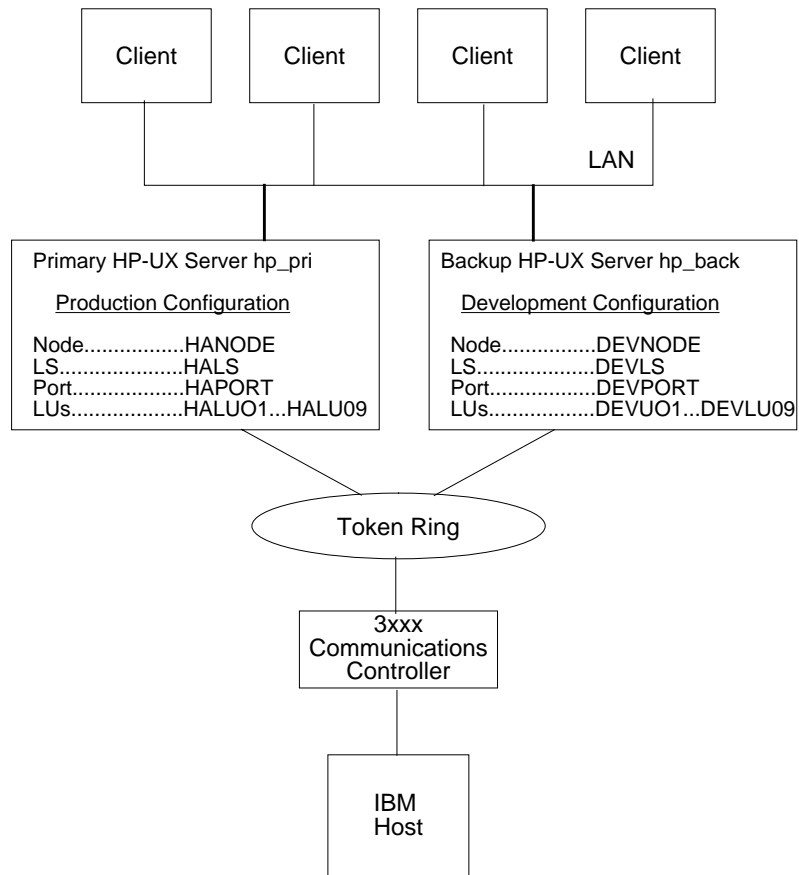 Client
Client
Client
Client
LAN
Primary HP-UX Server hp_pri
Production Configuration
Node..................HANODE
LS.....................HALS
Port...................HAPORT
LUs...................HALUO1...HALU09
Backup HP-UX Server hp_back
Development Configuration
Node..................DEVNODE
LS.....................DEVLS
Port...................DEVPORT
LUs...................DEVUO1...DEVLU09
Token Ring
3xxx
Communications
Controller
IBM
Host